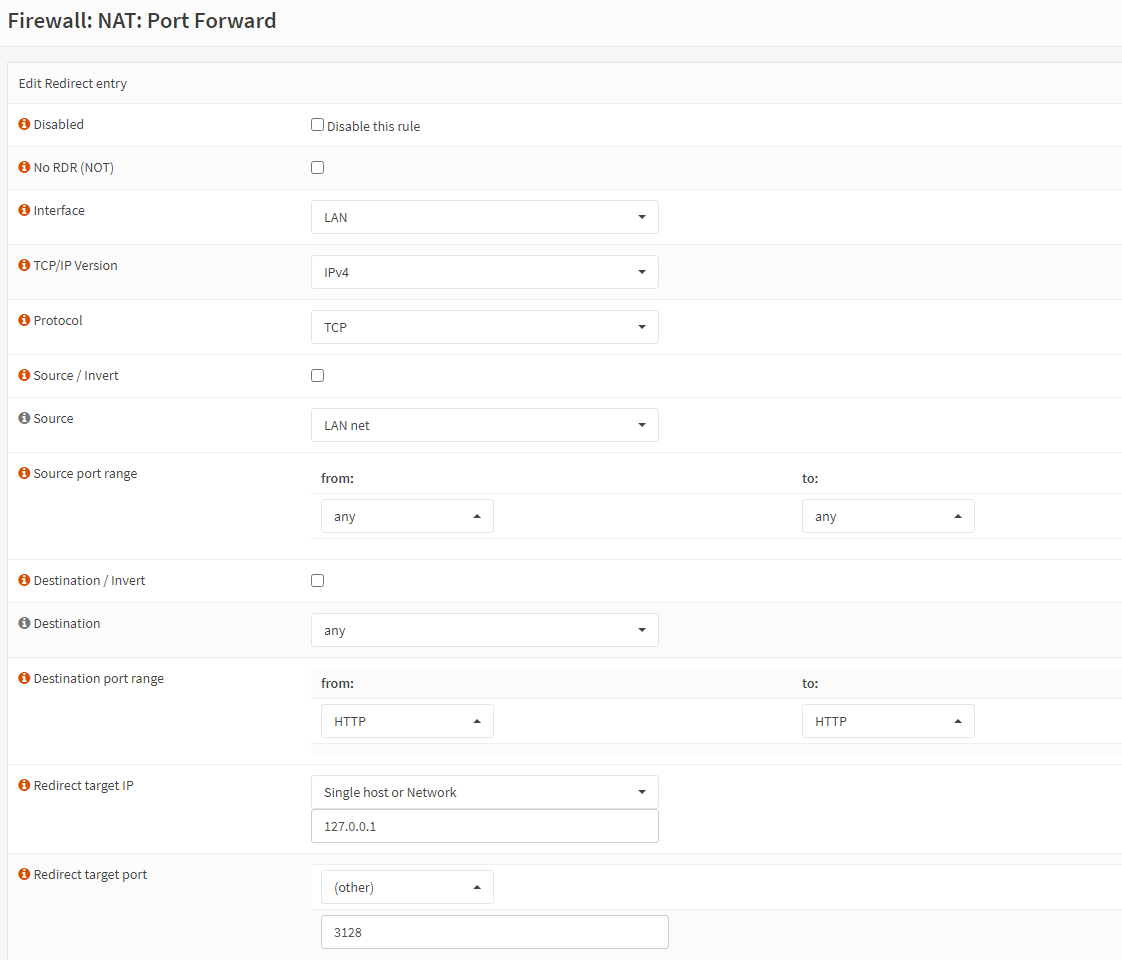 Firewall: NAT: Port Forward
Edit Redirect entry
Disabled
Disable this rule
No RDR (NOT)
Interface
LAN
TCP/IP Version
IPv4
Protocol
TCP
Source / Invert
Source
LAN net
Source port range
from: to:
any any
Destination / Invert
Destination
any
Destination port range
from: to:
HTTP HTTP
Redirect target IP
Single host or Network
127.0.0.1
Redirect target port
(other)
3128